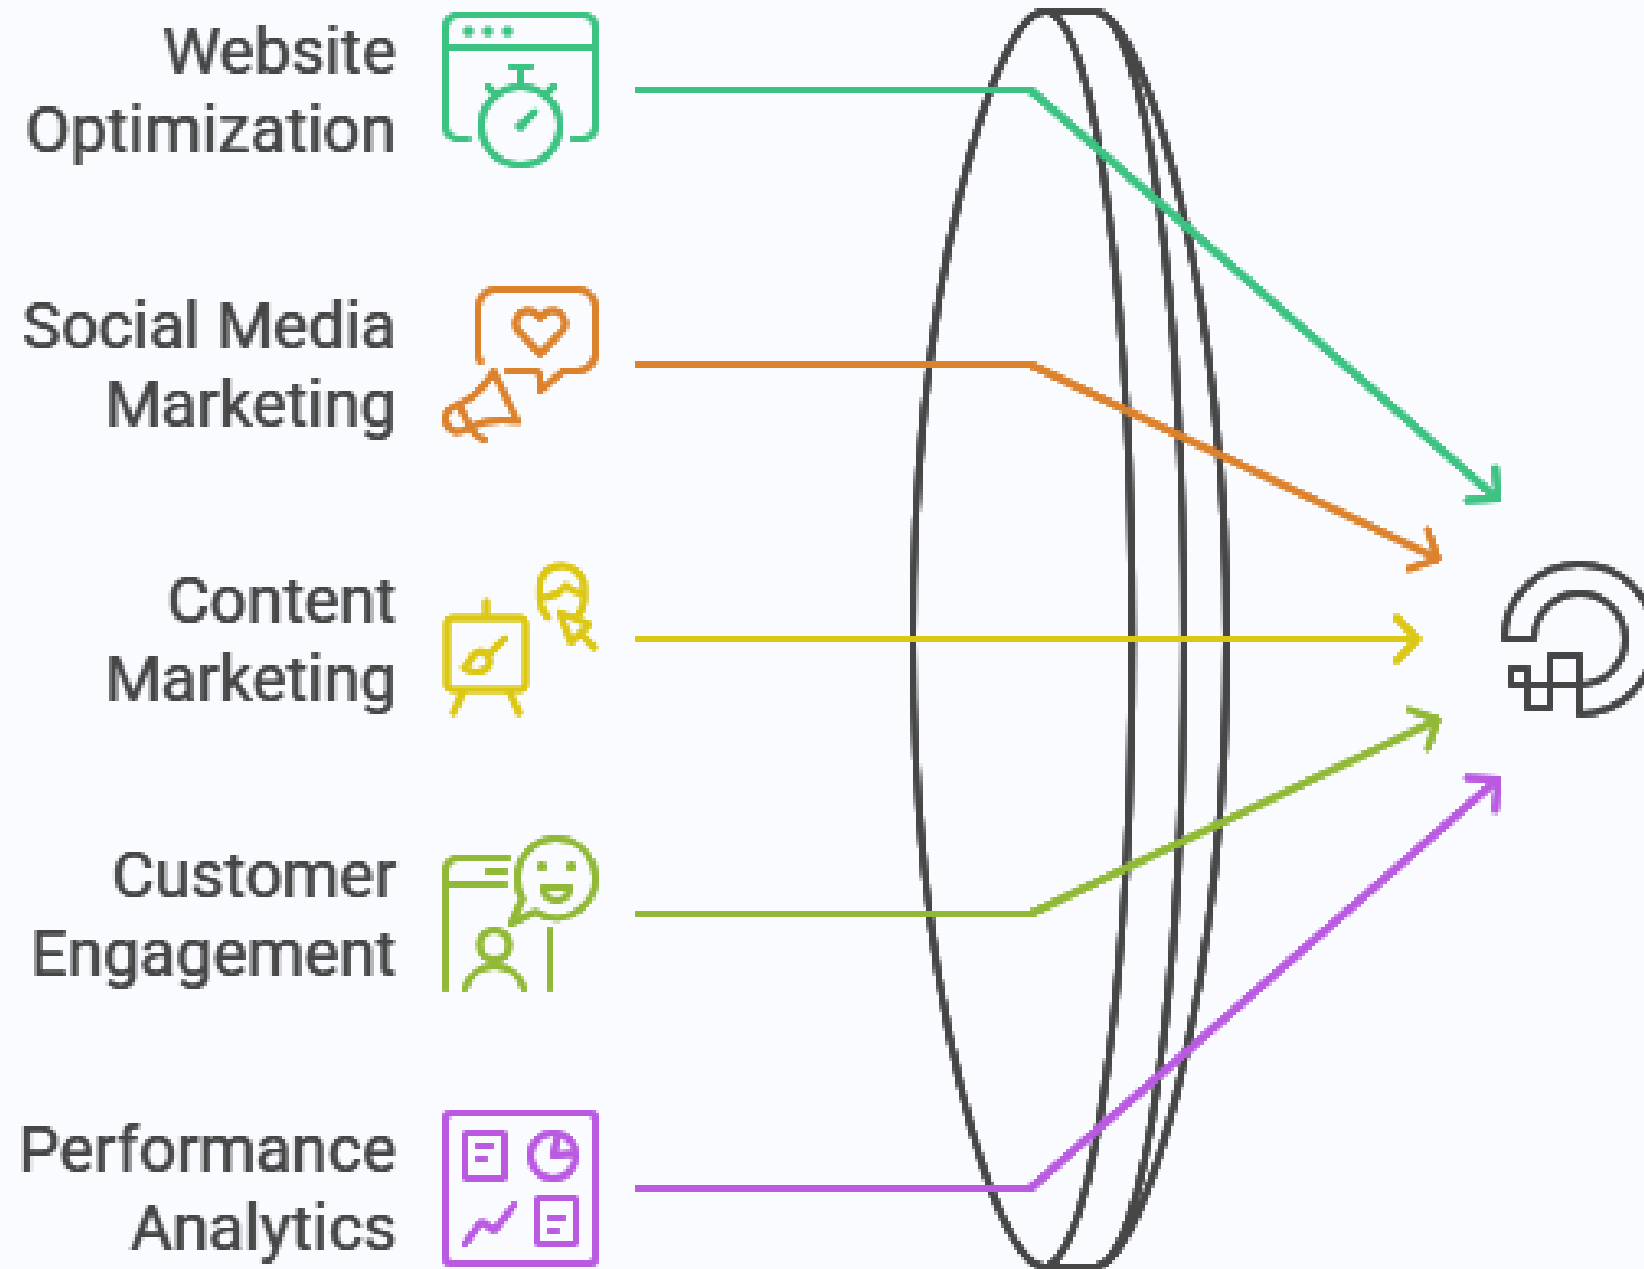 Website
Optimization
Social Media
Marketing
Content
Marketing
Customer
Engagement
Performance
Analytics